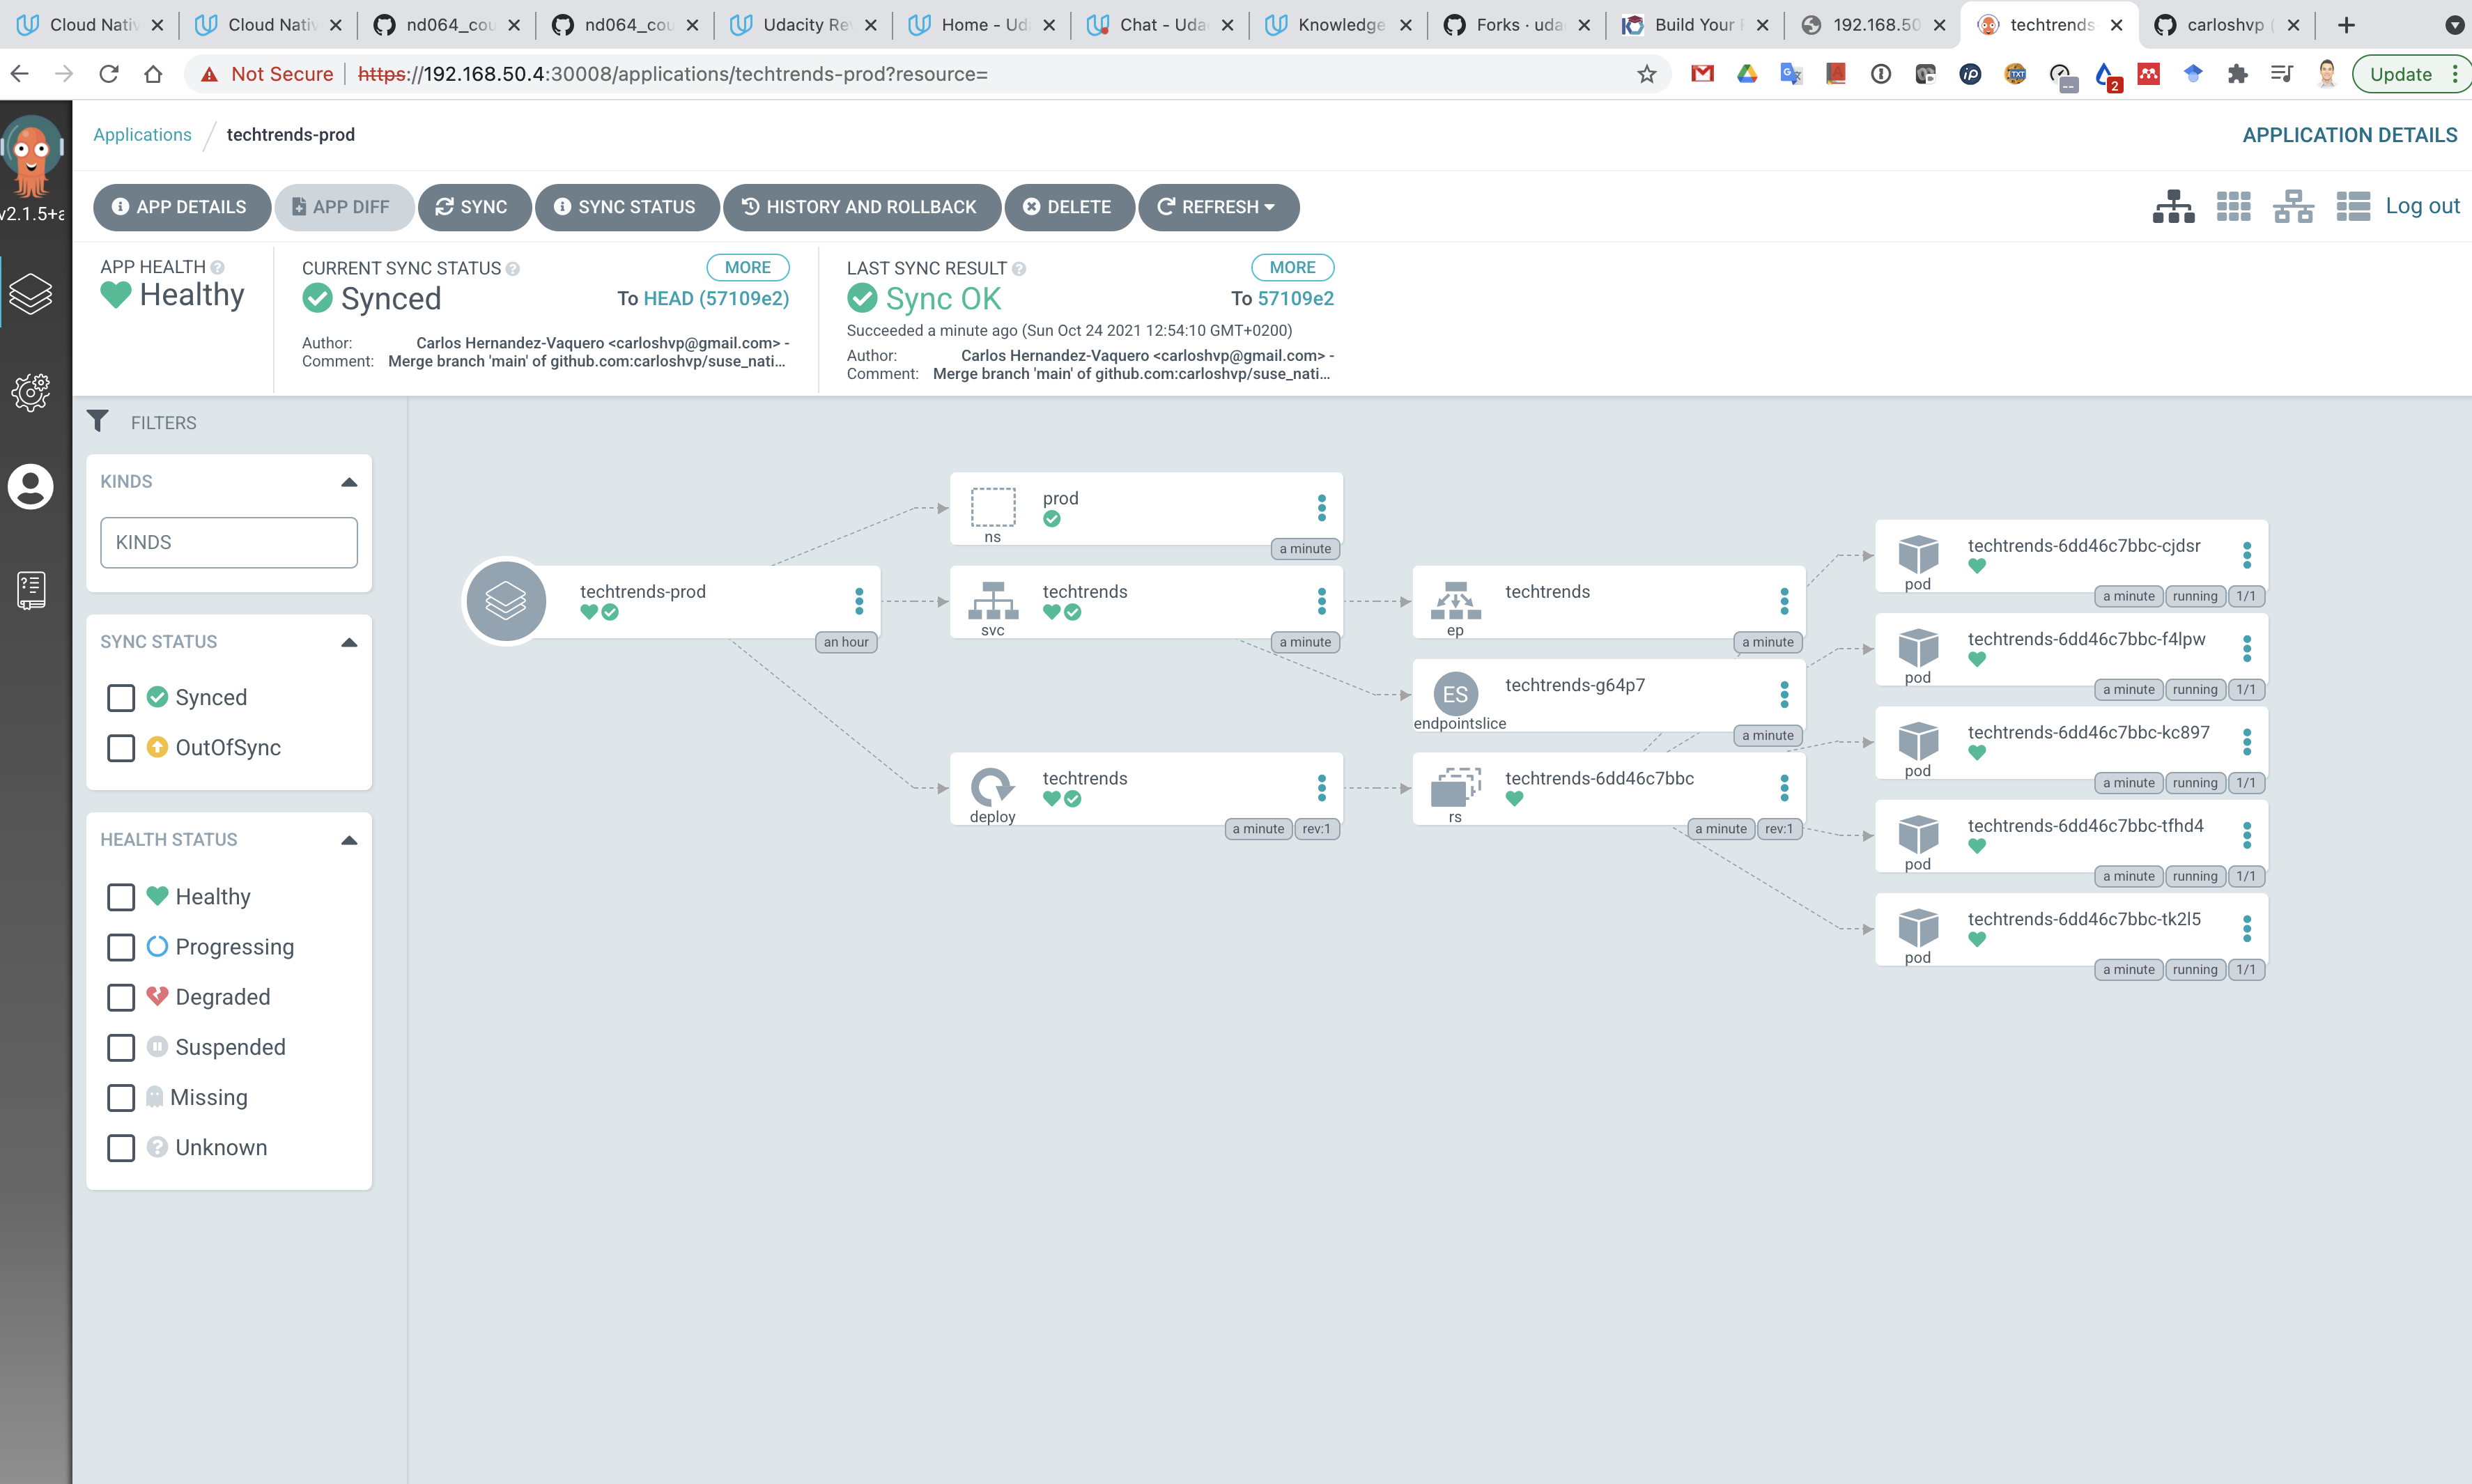 Cloud Nativ
Cloud Nativ
nd064_cou
nd064_cou
Udacity Re
Home - Ud
Chat - Uda
Knowledge
Forks · uda
Build Your
192.168.50
techtrends
carloshvp (
Not Secure
https://192.168.50.4:30008/applications/techtrends-prod?resource=
2
Update
Applications / techtrends-prod
APPLICATION DETAILS
v2.1.5+a
APP DETAILS
APP DIFF
SYNC
SYNC STATUS
HISTORY AND ROLLBACK
DELETE
REFRESH
Log out
APP HEALTH
Healthy
CURRENT SYNC STATUS
MORE
Synced
To HEAD (57109e2)
Author: Carlos Hernandez-Vaquero <carloshvp@gmail.com> -
Comment: Merge branch 'main' of github.com:carloshvp/suse_nati...
LAST SYNC RESULT
MORE
Sync OK
To 57109e2
Succeeded a minute ago (Sun Oct 24 2021 12:54:10 GMT+0200)
Author: Carlos Hernandez-Vaquero <carloshvp@gmail.com> -
Comment: Merge branch 'main' of github.com:carloshvp/suse_nati...
FILTERS
KINDS
KINDS
SYNC STATUS
Synced
OutOfSync
HEALTH STATUS
Healthy
Progressing
Degraded
Suspended
Missing
Unknown
techtrends-prod
an hour
prod
ns
a minute
techtrends
svc
a minute
techtrends
deploy
a minute
rev:1
techtrends
ep
a minute
ES
techtrends-g64p7
endpointslice
a minute
techtrends-6dd46c7bbc
rs
a minute
rev:1
techtrends-6dd46c7bbc-cjdsr
pod
a minute
running
1/1
techtrends-6dd46c7bbc-f4lpw
pod
a minute
running
1/1
techtrends-6dd46c7bbc-kc897
pod
a minute
running
1/1
techtrends-6dd46c7bbc-tfhd4
pod
a minute
running
1/1
techtrends-6dd46c7bbc-tk2l5
pod
a minute
running
1/1